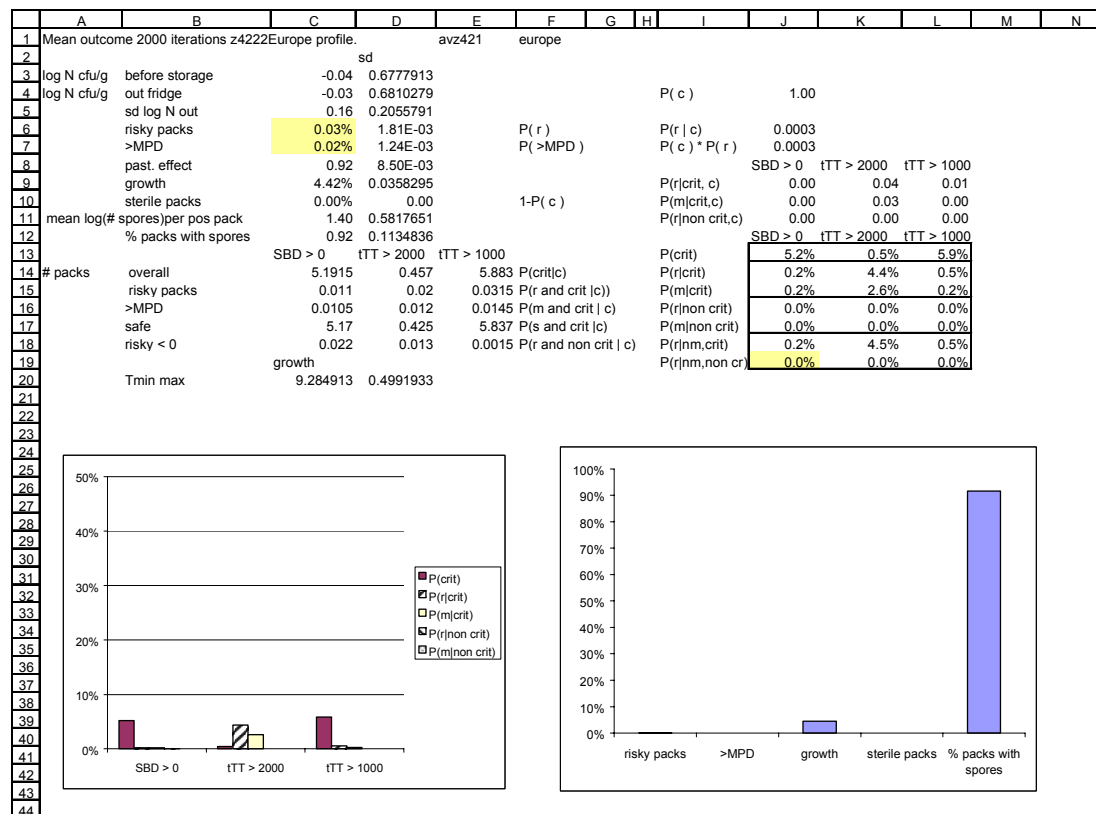 A B C D E F G H I J K L M N
1 Mean outcome 2000 iterations z4222Europe profile. avz421 europe
2 sd
3 log N cfu/g before storage -0.04 0.6777913
4 log N cfu/g out fridge -0.03 0.6810279 P( c ) 1.00
5 sd log N out 0.16 0.2055791
6 risky packs 0.03% 1.81E-03 P( r ) P(r | c) 0.0003
7 >MPD 0.02% 1.24E-03 P( >MPD ) P( c ) * P( r ) 0.0003
8 past. effect 0.92 8.50E-03 SBD > 0 tTT > 2000 tTT > 1000
9 growth 4.42% 0.0358295 P(r|crit, c) 0.00 0.04 0.01
10 sterile packs 0.00% 0.00 1-P( c ) P(m|crit,c) 0.00 0.03 0.00
11 mean log(# spores)per pos pack 1.40 0.5817651 P(r|non crit,c) 0.00 0.00 0.00
12 % packs with spores 0.92 0.1134836 SBD > 0 tTT > 2000 tTT > 1000
13 SBD > 0 tTT > 2000 tTT > 1000 P(crit) 5.2% 0.5% 5.9%
14 # packs overall 5.1915 0.457 5.883 P(crit|c) P(r|crit) 0.2% 4.4% 0.5%
15 risky packs 0.011 0.02 0.0315 P(r and crit |c)) P(m|crit) 0.2% 2.6% 0.2%
16 >MPD 0.0105 0.012 0.0145 P(m and crit | c) P(r|non crit) 0.0% 0.0% 0.0%
17 safe 5.17 0.425 5.837 P(s and crit |c) P(m|non crit) 0.0% 0.0% 0.0%
18 risky < 0 0.022 0.013 0.0015 P(r and non crit | c) P(r|nm,crit) 0.2% 4.5% 0.5%
19 growth P(r|nm,non cr) 0.0% 0.0% 0.0%
20 Tmin max 9.284913 0.4991933
21
22
23
24
25
26
27
28
29
30
31
32
33
34
35
36
37
38
39
40
41
42
43
44
50%
40%
30%
20%
10%
0%
SBD > 0 tTT > 2000 tTT > 1000
P(crit)
P(r|crit)
P(m|crit)
P(r|non crit)
P(m|non crit)
100%
90%
80%
70%
60%
50%
40%
30%
20%
10%
0%
risky packs >MPD growth sterile packs % packs with
spores